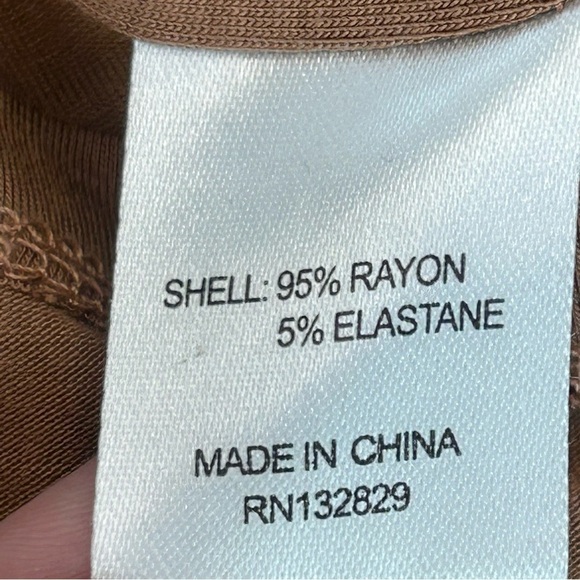 SHELL: 95% RAYON
5% ELASTANE
MADE IN CHINA
RN132829